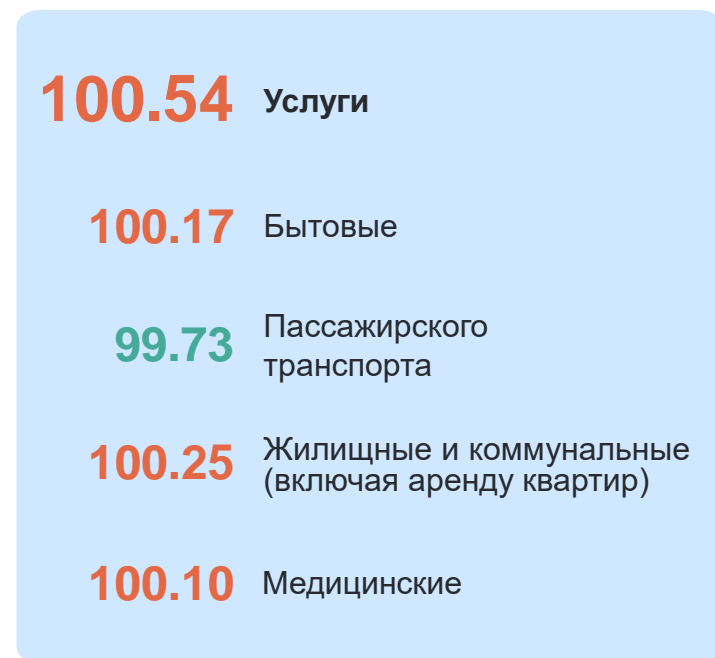 100.54 Услуги
100.17 Бытовые
99.73 Пассажирского
транспорта
100.25 Жилищные и коммунальные
(включая аренду квартир)
100.10 Медицинские